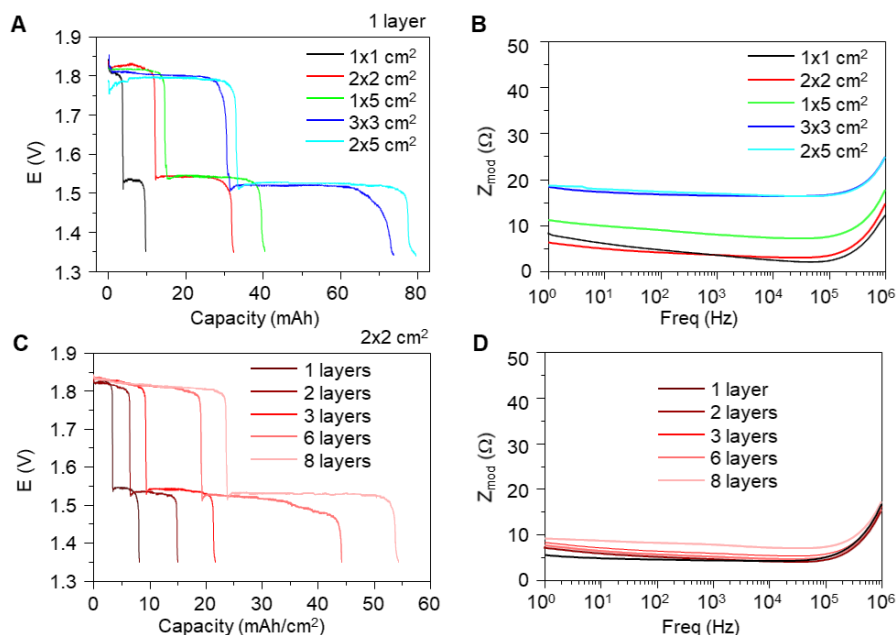 A
1 layer
1.9
1.8
1.7
1.6
1.5
1.4
1.3
E (V)
0 20 40 60 80
Capacity (mAh)
1x1 cm²
2x2 cm²
1x5 cm²
3x3 cm²
2x5 cm²
B
50
40
30
20
10
0
Zmod (Ω)
10⁰ 10¹ 10² 10³ 10⁴ 10⁵ 10⁶
Freq (Hz)
1x1 cm²
2x2 cm²
1x5 cm²
3x3 cm²
2x5 cm²
C
2x2 cm²
1.9
1.8
1.7
1.6
1.5
1.4
1.3
E (V)
0 10 20 30 40 50 60
Capacity (mAh/cm²)
1 layers
2 layers
3 layers
6 layers
8 layers
D
50
40
30
20
10
0
Zmod (Ω)
10⁰ 10¹ 10² 10³ 10⁴ 10⁵ 10⁶
Freq (Hz)
1 layer
2 layers
3 layers
6 layers
8 layers